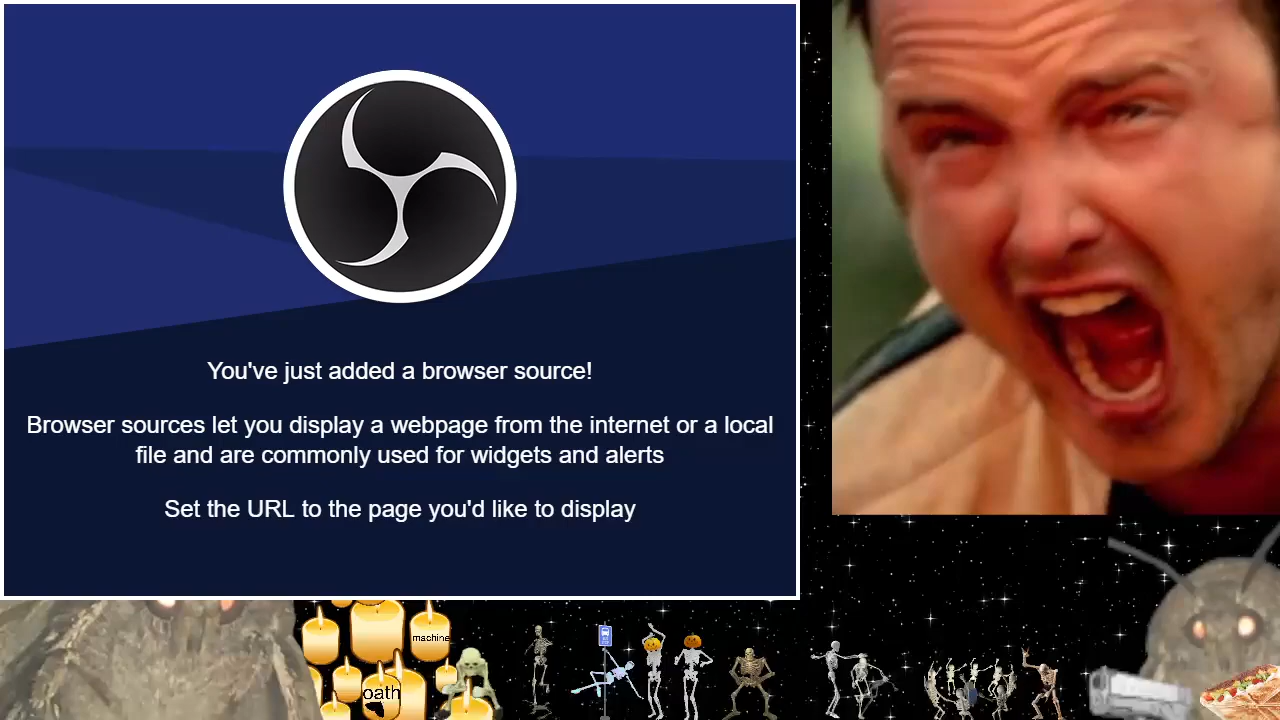 You've just added a browser source!
Browser sources let you display a webpage from the internet or a local
file and are commonly used for widgets and alerts
Set the URL to the page you'd like to display
machine
oath